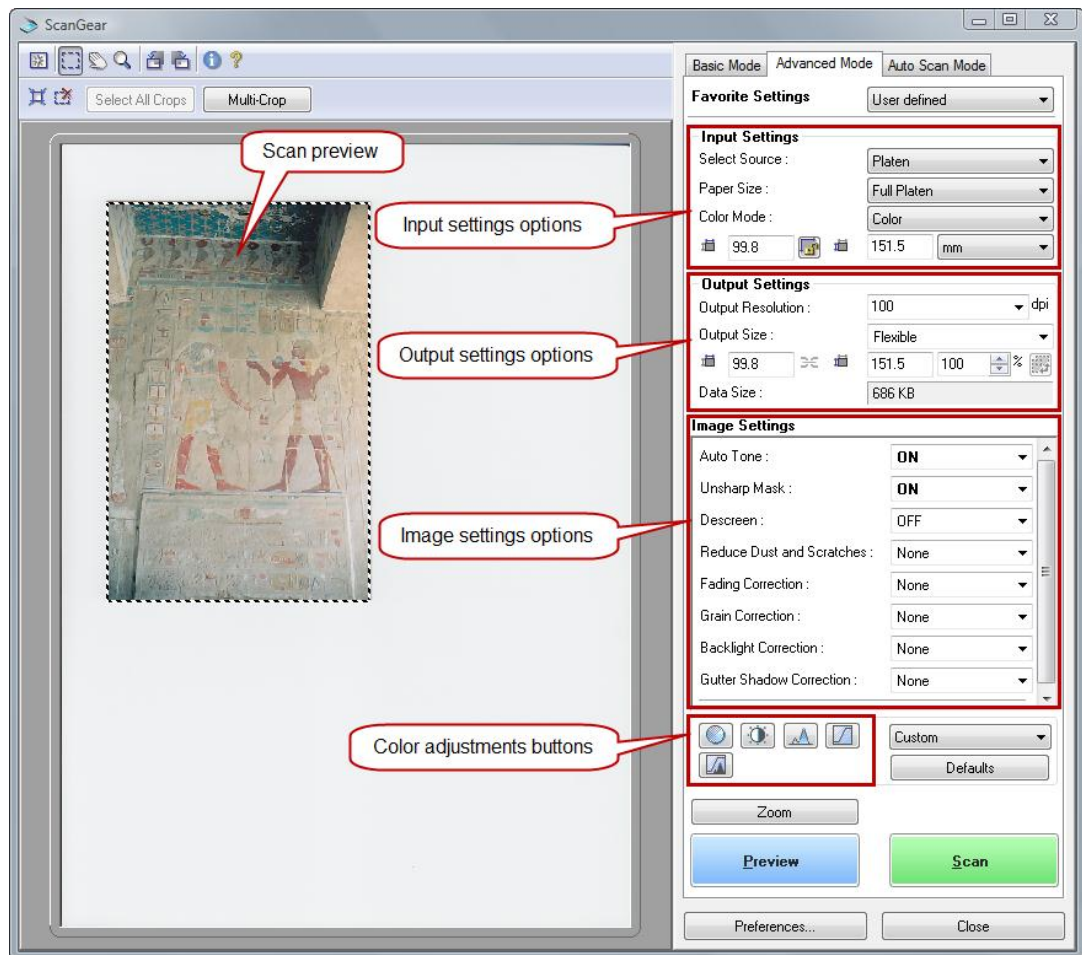 ScanGear
Select All Crops Multi-Crop
Basic Mode Advanced Mode Auto Scan Mode
Favorite Settings User defined
Scan preview
Input settings options
Input Settings
Select Source : Platen
Paper Size : Full Platen
Color Mode : Color
99.8 151.5 mm
Output settings options
Output Settings
Output Resolution : 100 dpi
Output Size : Flexible
99.8 151.5 100 %
Data Size : 686 KB
Image settings options
Image Settings
Auto Tone : ON
Unsharp Mask : ON
Descreen : OFF
Reduce Dust and Scratches : None
Fading Correction : None
Grain Correction : None
Backlight Correction : None
Gutter Shadow Correction : None
Color adjustments buttons
Custom
Defaults
Zoom
Preview Scan
Preferences... Close